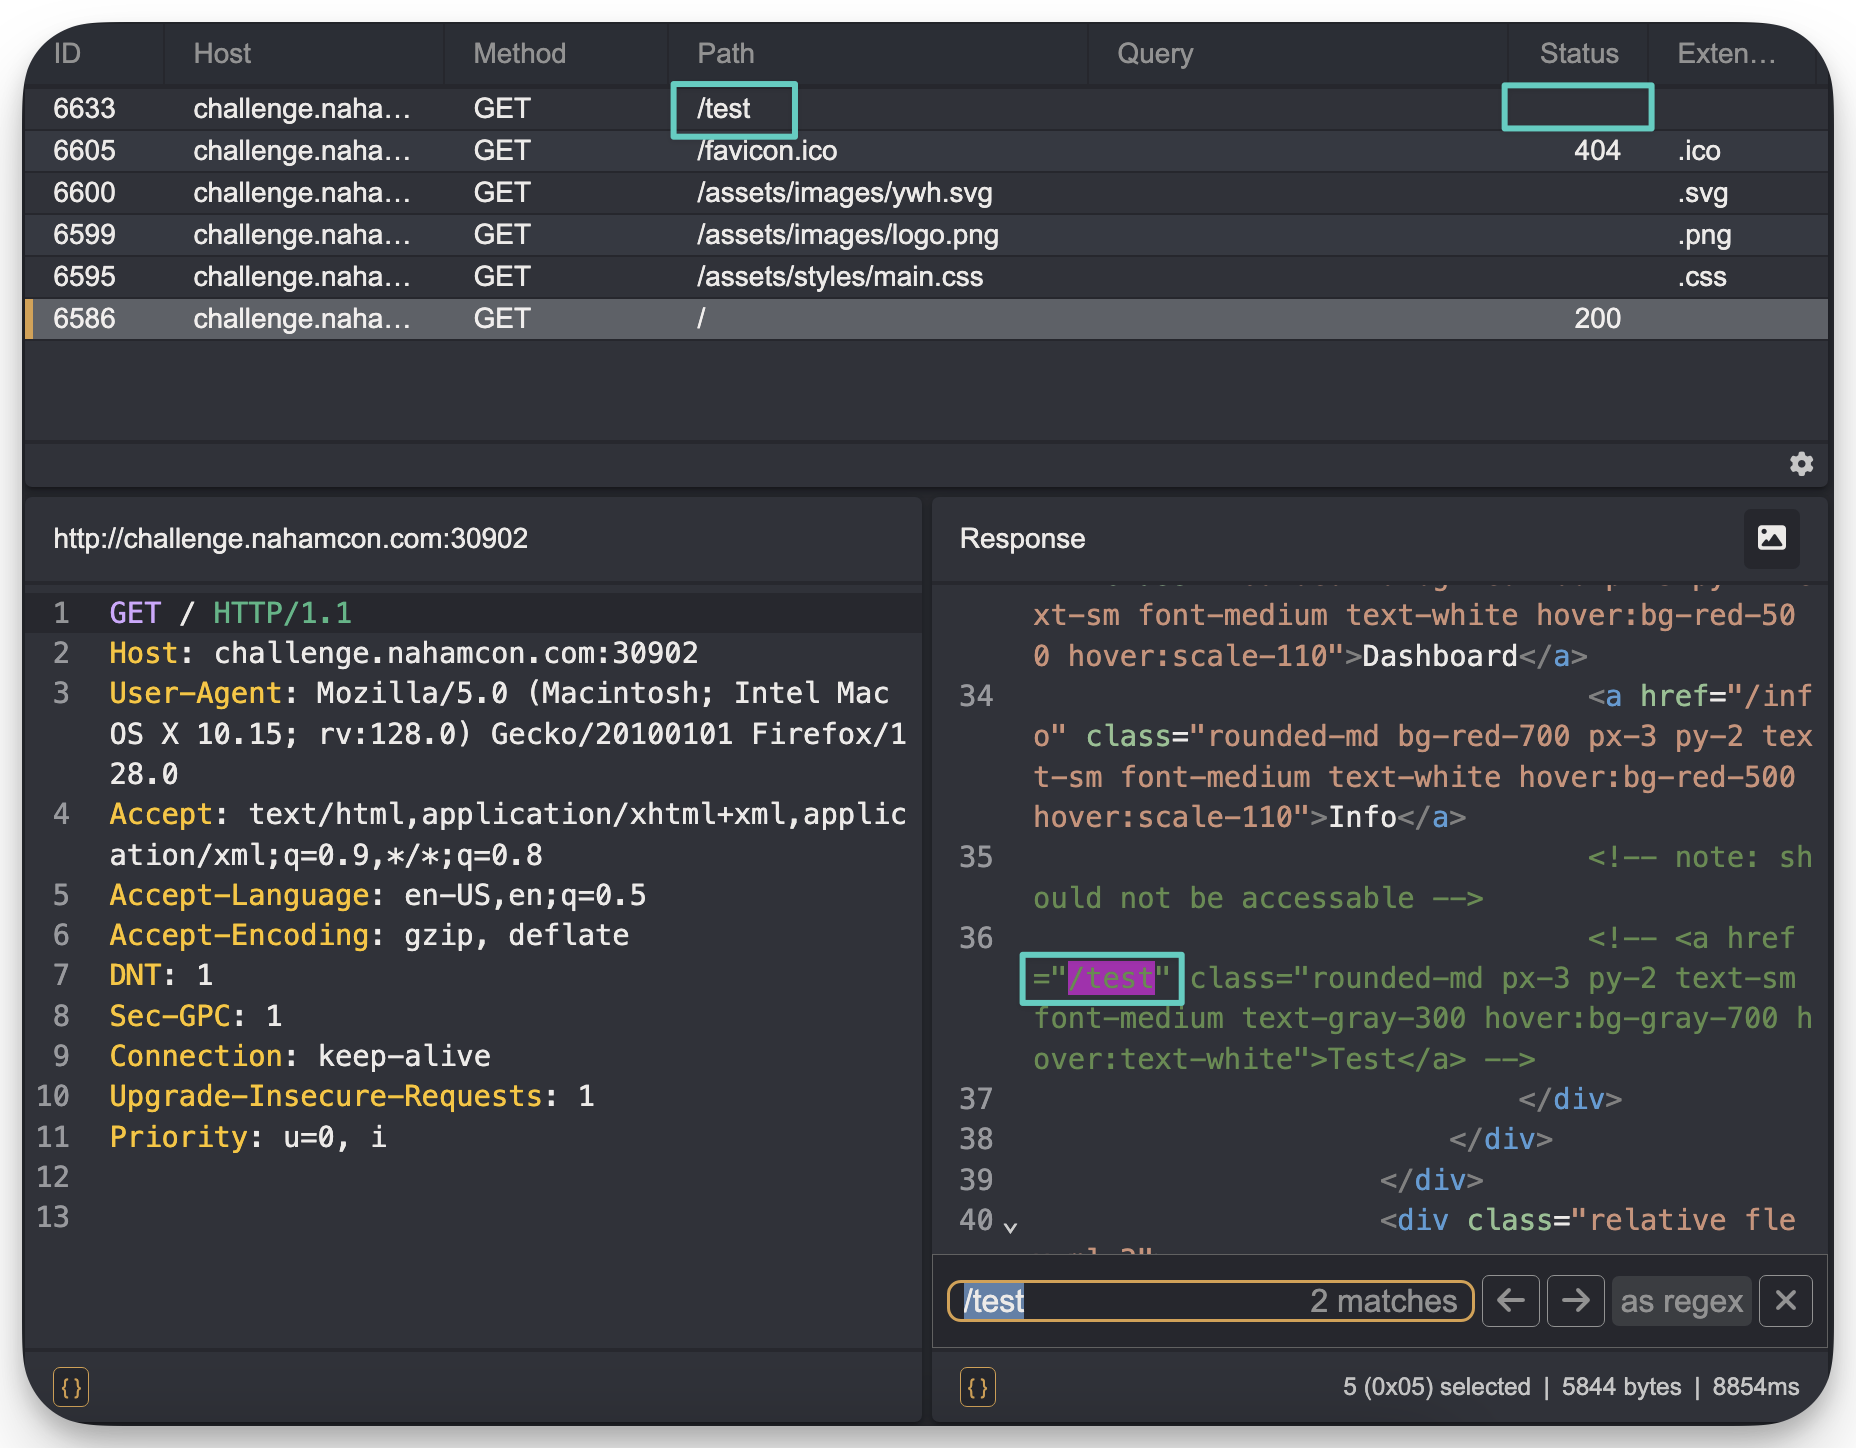 ID Host Method Path Query Status Exten…
6633 challenge.naha… GET /test
6605 challenge.naha… GET /favicon.ico 404 .ico
6600 challenge.naha… GET /assets/images/ywh.svg .svg
6599 challenge.naha… GET /assets/images/logo.png .png
6595 challenge.naha… GET /assets/styles/main.css .css
6586 challenge.naha… GET / 200
http://challenge.nahamcon.com:30902
1 GET / HTTP/1.1
2 Host: challenge.nahamcon.com:30902
3 User-Agent: Mozilla/5.0 (Macintosh; Intel Mac
OS X 10.15; rv:128.0) Gecko/20100101 Firefox/1
28.0
4 Accept: text/html,application/xhtml+xml,applic
ation/xml;q=0.9,*/*;q=0.8
5 Accept-Language: en-US,en;q=0.5
6 Accept-Encoding: gzip, deflate
7 DNT: 1
8 Sec-GPC: 1
9 Connection: keep-alive
10 Upgrade-Insecure-Requests: 1
11 Priority: u=0, i
12
13
{}
Response
xt-sm font-medium text-white hover:bg-red-50
0 hover:scale-110">Dashboard</a>
34 <a href="/inf
o" class="rounded-md bg-red-700 px-3 py-2 tex
t-sm font-medium text-white hover:bg-red-500
hover:scale-110">Info</a>
35 <!-- note: sh
ould not be accessable -->
36 <!-- <a href
="/test" class="rounded-md px-3 py-2 text-sm
font-medium text-gray-300 hover:bg-gray-700 h
over:text-white">Test</a> -->
37 </div>
38 </div>
39 </div>
40 <div class="relative fle
/test 2 matches as regex
{} 5 (0x05) selected | 5844 bytes | 8854ms